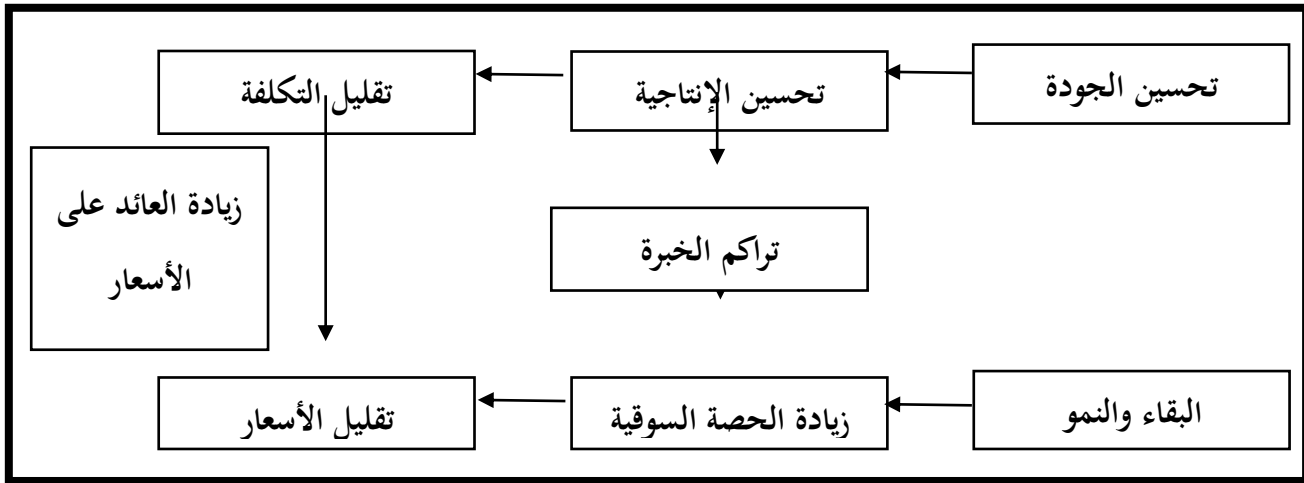 تحسين الجودة
تحسين الإنتاجية
تقليل التكلفة
زيادة العائد على
الأسعار
تراكم الخبرة
البقاء والنمو
زيادة الحصة السوقية
تقليل الأسعار